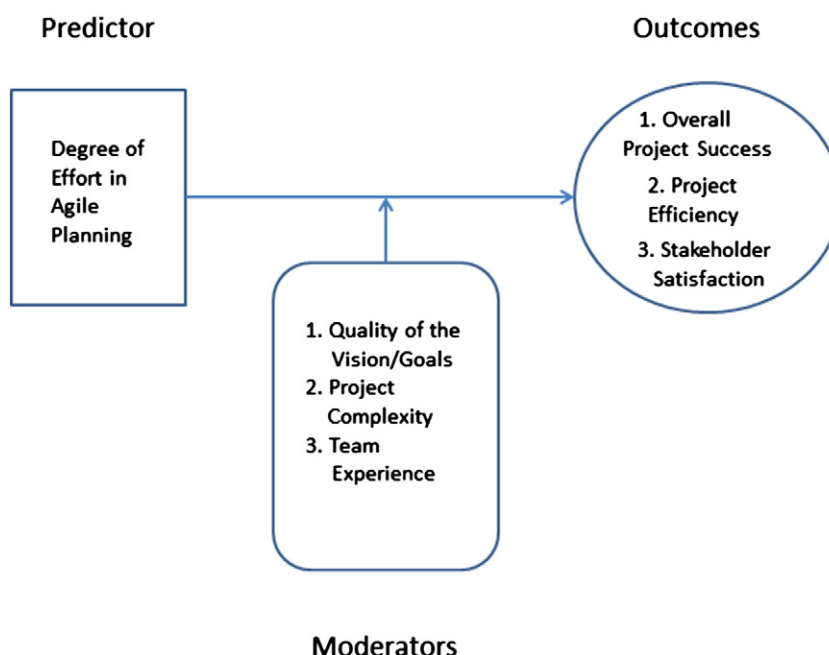 Predictor
Outcomes
Degree of
Effort in
Agile
Planning
1. Overall
Project Success
2. Project
Efficiency
3. Stakeholder
Satisfaction
1. Quality of the
Vision/Goals
2. Project
Complexity
3. Team
Experience
Moderators